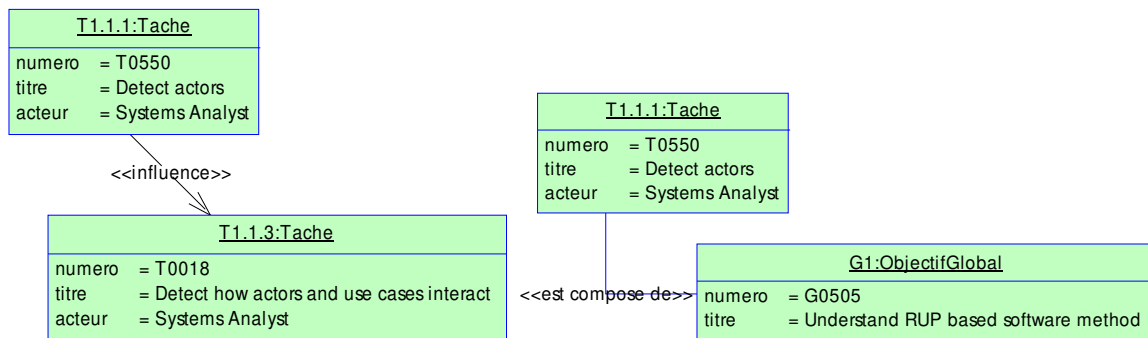 T1.1.1:Tache
numero = T0550
titre = Detect actors
acteur = Systems Analyst
<<influence>>
T1.1.3:Tache
numero = T0018
titre = Detect how actors and use cases interact
acteur = Systems Analyst
T1.1.1:Tache
numero = T0550
titre = Detect actors
acteur = Systems Analyst
<<est compose de>>
G1:ObjectifGlobal
numero = G0505
titre = Understand RUP based software method